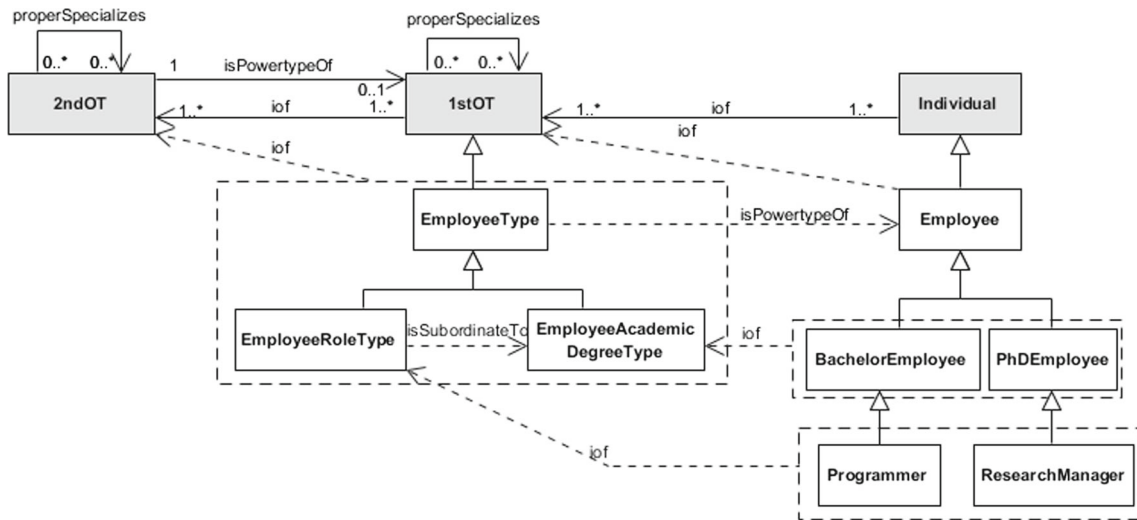 properSpecializes
properSpecializes
0..* 0..*
0..* 0..*
1 isPowertypeOf
0..1
2ndOT
1stOT
Individual
1..* iof 1..*
1..* iof 1..*
iof
iof
EmployeeType
isPowertypeOf
Employee
EmployeeRoleType
isSubordinateTo
EmployeeAcademic
DegreeType
iof
BachelorEmployee
PhDEmployee
iof
Programmer
ResearchManager